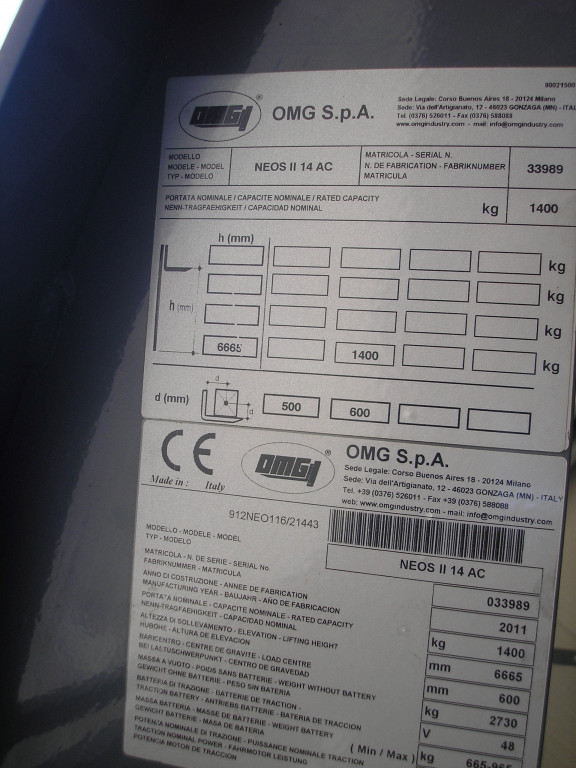 90021500
OMG ®
OMG S.p.A.
Sede Legale: Corso Buenos Aires 18 - 20124 Milano
Sede: Via dell'Artigianato, 12 - 46023 GONZAGA (MN) - ITAL
Tel. (0376) 526011 - Fax (0376) 588088
www.omgindustry.com - mail: info@omgindustry.com
MODELLO
MODELE - MODEL
TYP - MODELO
NEOS II 14 AC
MATRICOLA - SERIAL N.
N. DE FABRICATION - FABRIKNUMBER
MATRICULA
33989
PORTATA NOMINALE / CAPACITE NOMINALE / RATED CAPACITY
NENN-TRAGFAEHIGKEIT / CAPACIDAD NOMINAL
kg
1400
h (mm)
kg
kg
h (mm)
kg
6665
1400
kg
d
d (mm)
d
500
600
CE
Made in : Italy
OMG ®
OMG S.p.A.
Sede Legale: Corso Buenos Aires 18 - 20124 Milano
Sede: Via dell'Artigianato, 12 - 46023 GONZAGA (MN) - ITALY
Tel. +39 (0376) 526011 - Fax +39 (0376) 588088
web: www.omgindustry.com - mail: info@omgindustry.com
912NEO116/21443
MODELLO - MODELE - MODEL
TYP - MODELO
NEOS II 14 AC
MATRICOLA - N. DE SERIE - SERIAL No.
FABRIKNUMMER - MATRICULA
033989
ANNO DI COSTRUZIONE - ANNEE DE FABRICATION
MANUFACTURING YEAR - BAUJAHR - AÑO DE FABRICACION
2011
PORTATA NOMINALE - CAPACITE NOMINALE - RATED CAPACITY
NENN-TRAGFAEHIGKEIT - CAPACIDAD NOMINAL
kg 1400
ALTEZZA DI SOLLEVAMENTO - ELEVATION - LIFTING HEIGHT
HUBOHE - ALTURA DE ELEVACION
mm 6665
BARICENTRO - CENTRE DE GRAVITE - LOAD CENTRE
BEI LALTUSCHWERPUNKT - CENTRO DE GRAVEDAD
mm 600
MASSA A VUOTO - POIDS SANS BATTERIE - WEIGHT WITHOUT BATTERY
GEWICHT OHNE BATTERIE - PESO SIN BATERIA
kg 2730
BATTERIA DI TRAZIONE - BATTERIE DE TRACTION -
TRACTION BATTERY - ANTRIEBS BATTERIE - BATERIA DE TRACCION
V 48
MASSA BATTERIA - MASSE DE BATTERIE - WEIGHT BATTERY
GEWICHT BATTERIE - MASA DE BATERIA
( Min / Max ) kg 665-965
POTENZA NOMINALE DI TRAZIONE - PUISSANCE NOMINALE TRACTION
TRACTION NOMINAL POWER - FAHRMOTOR LEISTUNG
POTENCIA MOTOR DE TRACCION